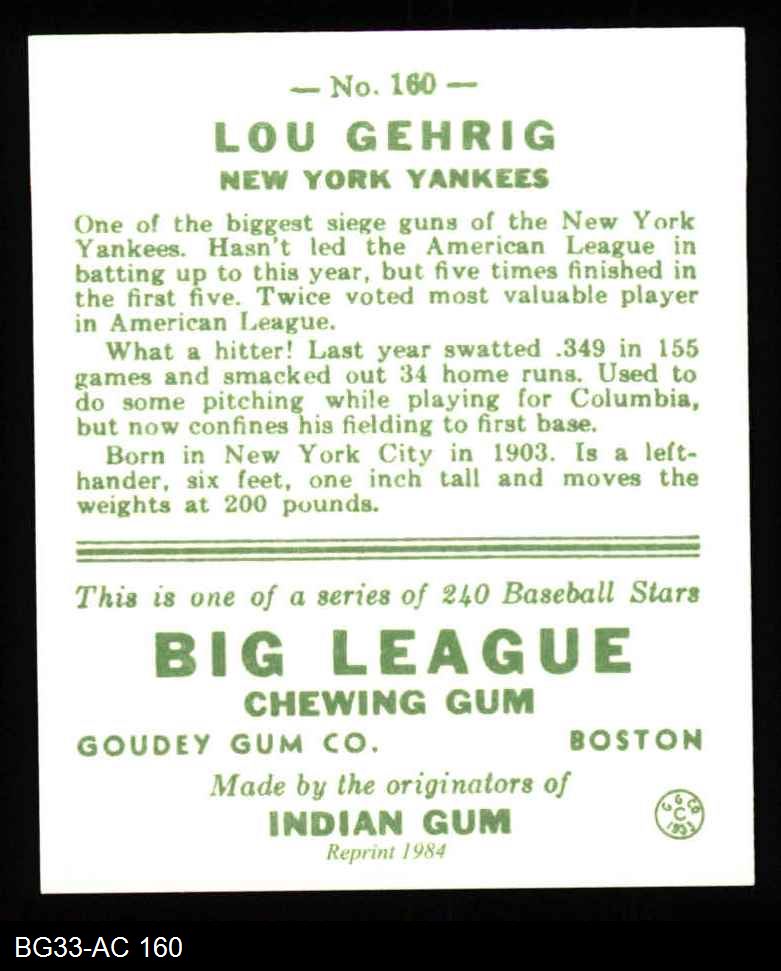 — No. 160 —
LOU GEHRIG
NEW YORK YANKEES
One of the biggest siege guns of the New York
Yankees. Hasn't led the American League in
batting up to this year, but five times finished in
the first five. Twice voted most valuable player
in American League.
What a hitter! Last year swatted .349 in 155
games and smacked out 34 home runs. Used to
do some pitching while playing for Columbia,
but now confines his fielding to first base.
Born in New York City in 1903. Is a left-
hander, six feet, one inch tall and moves the
weights at 200 pounds.
This is one of a series of 240 Baseball Stars
BIG LEAGUE
CHEWING GUM
GOUDEY GUM CO. BOSTON
Made by the originators of
INDIAN GUM
Reprint 1984
G G CO
C
1933
BG33-AC 160